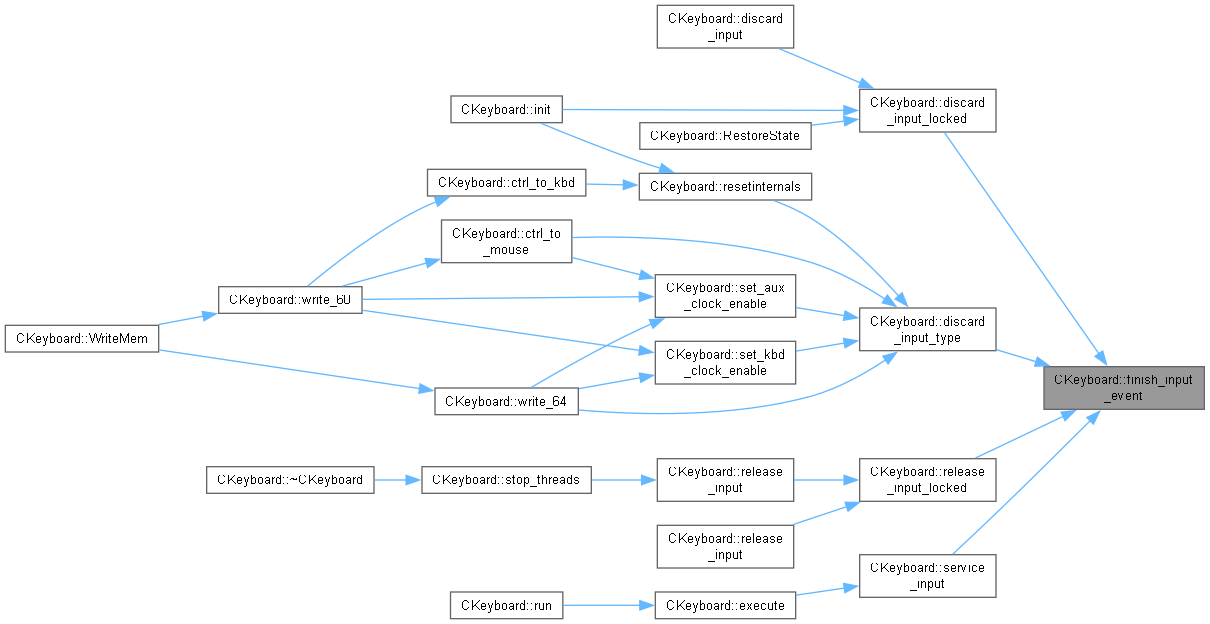 CKeyboard::discard
_input
CKeyboard::discard
_input_locked
CKeyboard::init
CKeyboard::RestoreState
CKeyboard::ctrl_to_kbd
CKeyboard::resetinternals
CKeyboard::ctrl_to
_mouse
CKeyboard::set_aux
_clock_enable
CKeyboard::write_60
CKeyboard::discard
_input_type
CKeyboard::WriteMem
CKeyboard::set_kbd
_clock_enable
CKeyboard::finish_input
_event
CKeyboard::write_64
CKeyboard::~CKeyboard
CKeyboard::stop_threads
CKeyboard::release
_input
CKeyboard::release
_input_locked
CKeyboard::release
_input
CKeyboard::service
_input
CKeyboard::run
CKeyboard::execute